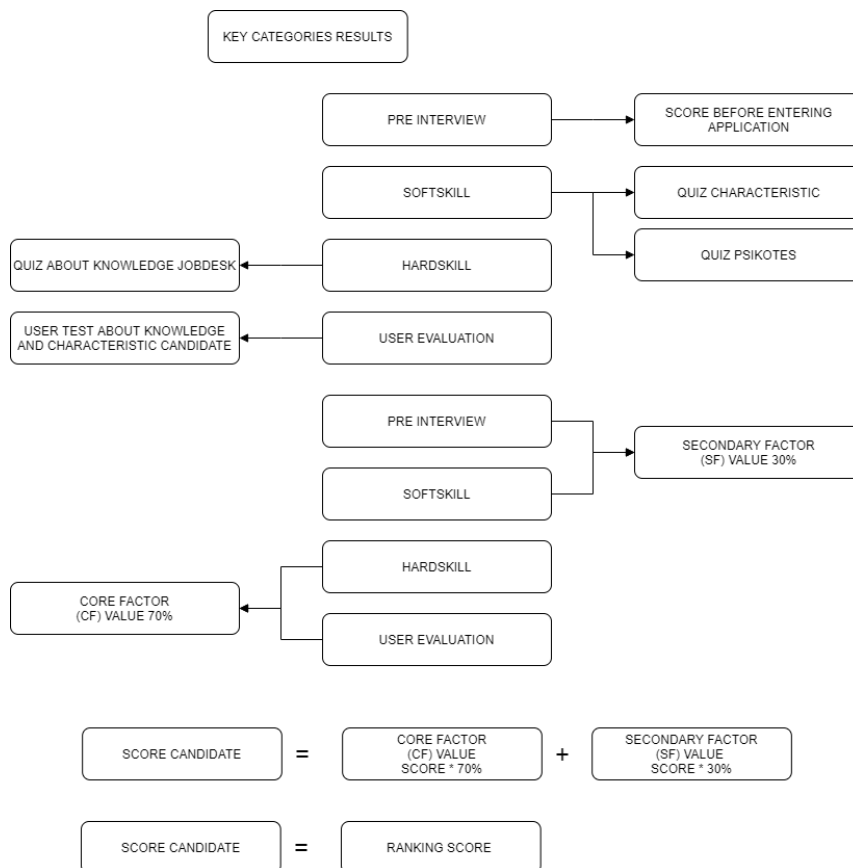 KEY CATEGORIES RESULTS
PRE INTERVIEW
SCORE BEFORE ENTERING
APPLICATION
SOFTSKILL
QUIZ CHARACTERISTIC
QUIZ PSIKOTES
QUIZ ABOUT KNOWLEDGE JOBDESK
HARDSKILL
USER TEST ABOUT KNOWLEDGE
AND CHARACTERISTIC CANDIDATE
USER EVALUATION
PRE INTERVIEW
SOFTSKILL
SECONDARY FACTOR
(SF) VALUE 30%
HARDSKILL
USER EVALUATION
CORE FACTOR
(CF) VALUE 70%
SCORE CANDIDATE
=
CORE FACTOR
(CF) VALUE
SCORE * 70%
+
SECONDARY FACTOR
(SF) VALUE
SCORE * 30%
SCORE CANDIDATE
=
RANKING SCORE